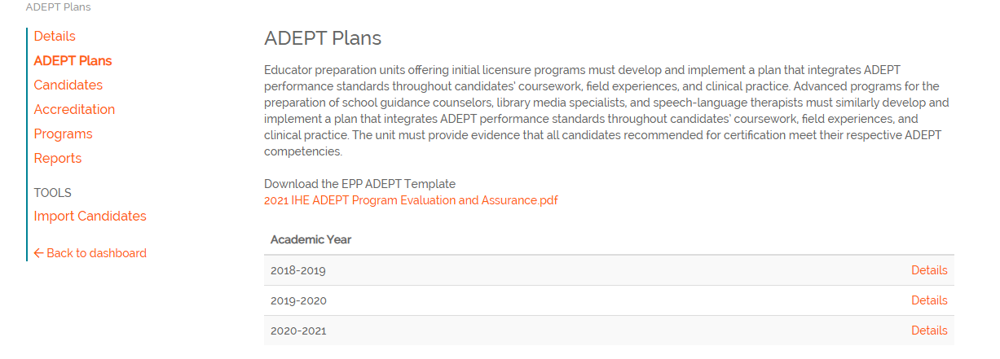 ADEPT Plans
Details
ADEPT Plans
Candidates
Accreditation
Programs
Reports
TOOLS
Import Candidates
← Back to dashboard
ADEPT Plans
Educator preparation units offering initial licensure programs must develop and implement a plan that integrates ADEPT
performance standards throughout candidates' coursework, field experiences, and clinical practice. Advanced programs for the
preparation of school guidance counselors, library media specialists, and speech-language therapists must similarly develop and
implement a plan that integrates ADEPT performance standards throughout candidates' coursework, field experiences, and
clinical practice. The unit must provide evidence that all candidates recommended for certification meet their respective ADEPT
competencies.
Download the EPP ADEPT Template
2021 IHE ADEPT Program Evaluation and Assurance.pdf
Academic Year
2018-2019 Details
2019-2020 Details
2020-2021 Details